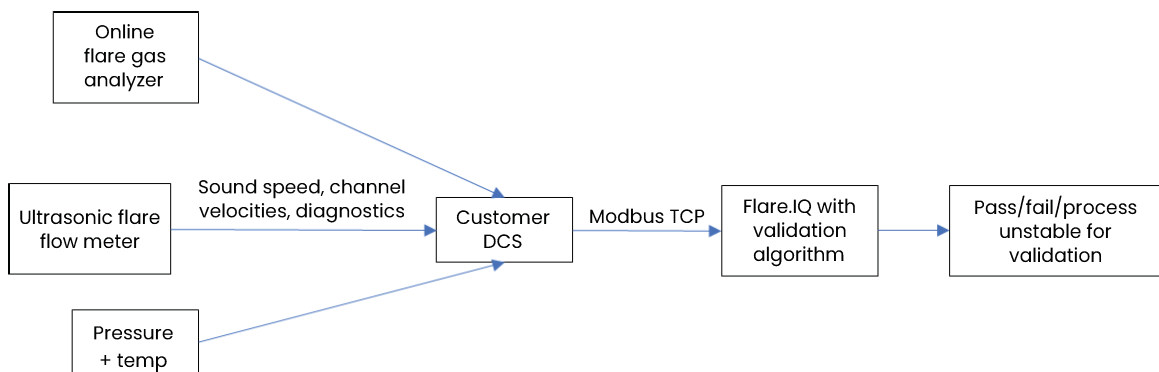 Online
flare gas
analyzer
Sound speed, channel
velocities, diagnostics
Ultrasonic flare
flow meter
Customer
DCS
Modbus TCP
Flare.IQ with
validation
algorithm
Pass/fail/process
unstable for
validation
Pressure
+ temp